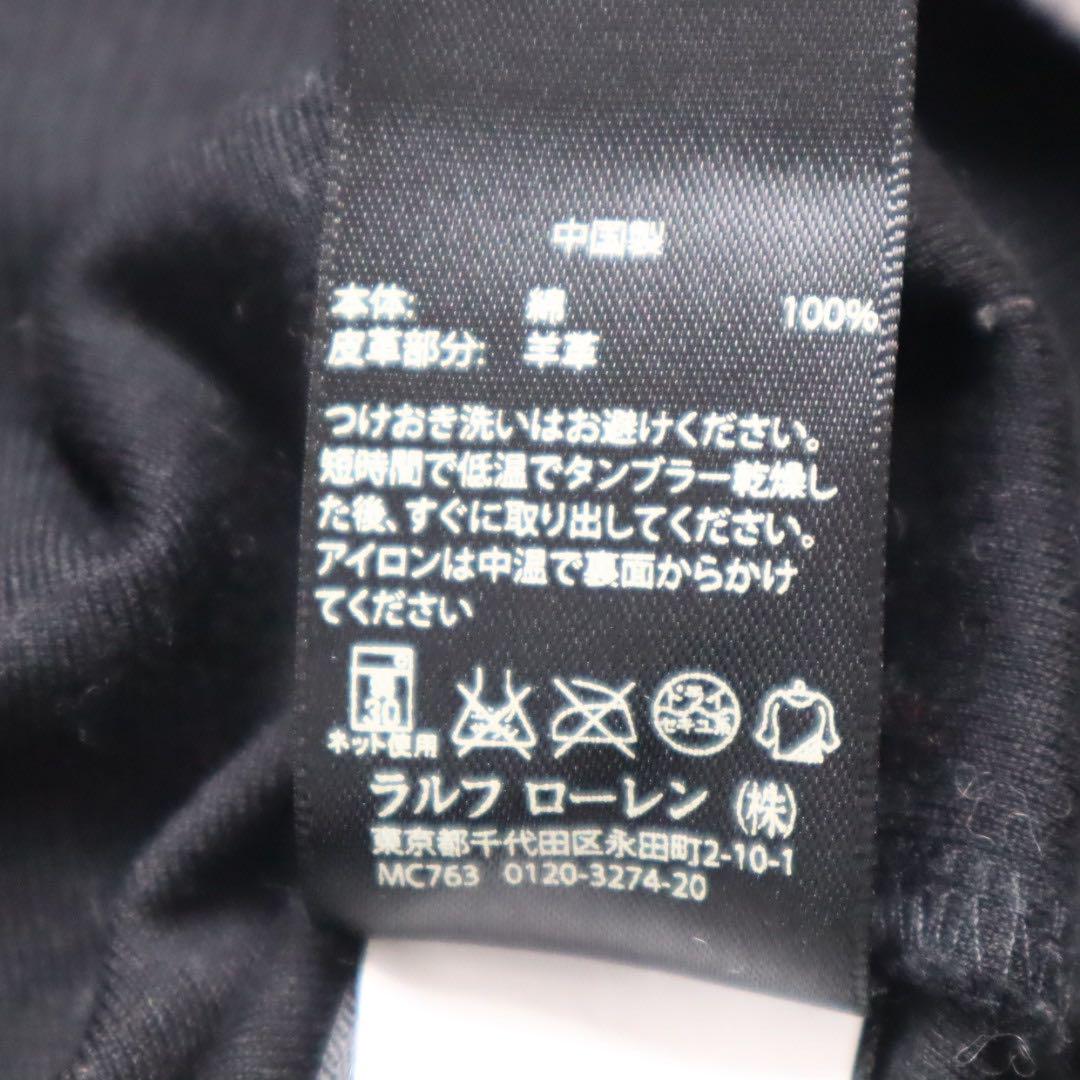 中国製
本体: 綿 100%
皮革部分: 羊革
つけおき洗いはお避けください。
短時間で低温でタンブラー乾燥し
た後、すぐに取り出してください。
アイロンは中温で裏面からかけ
てください
30
ネット使用
ドライ
セキユ系
ラルフ ローレン (株)
東京都千代田区永田町2-10-1
MC763 0120-3274-20